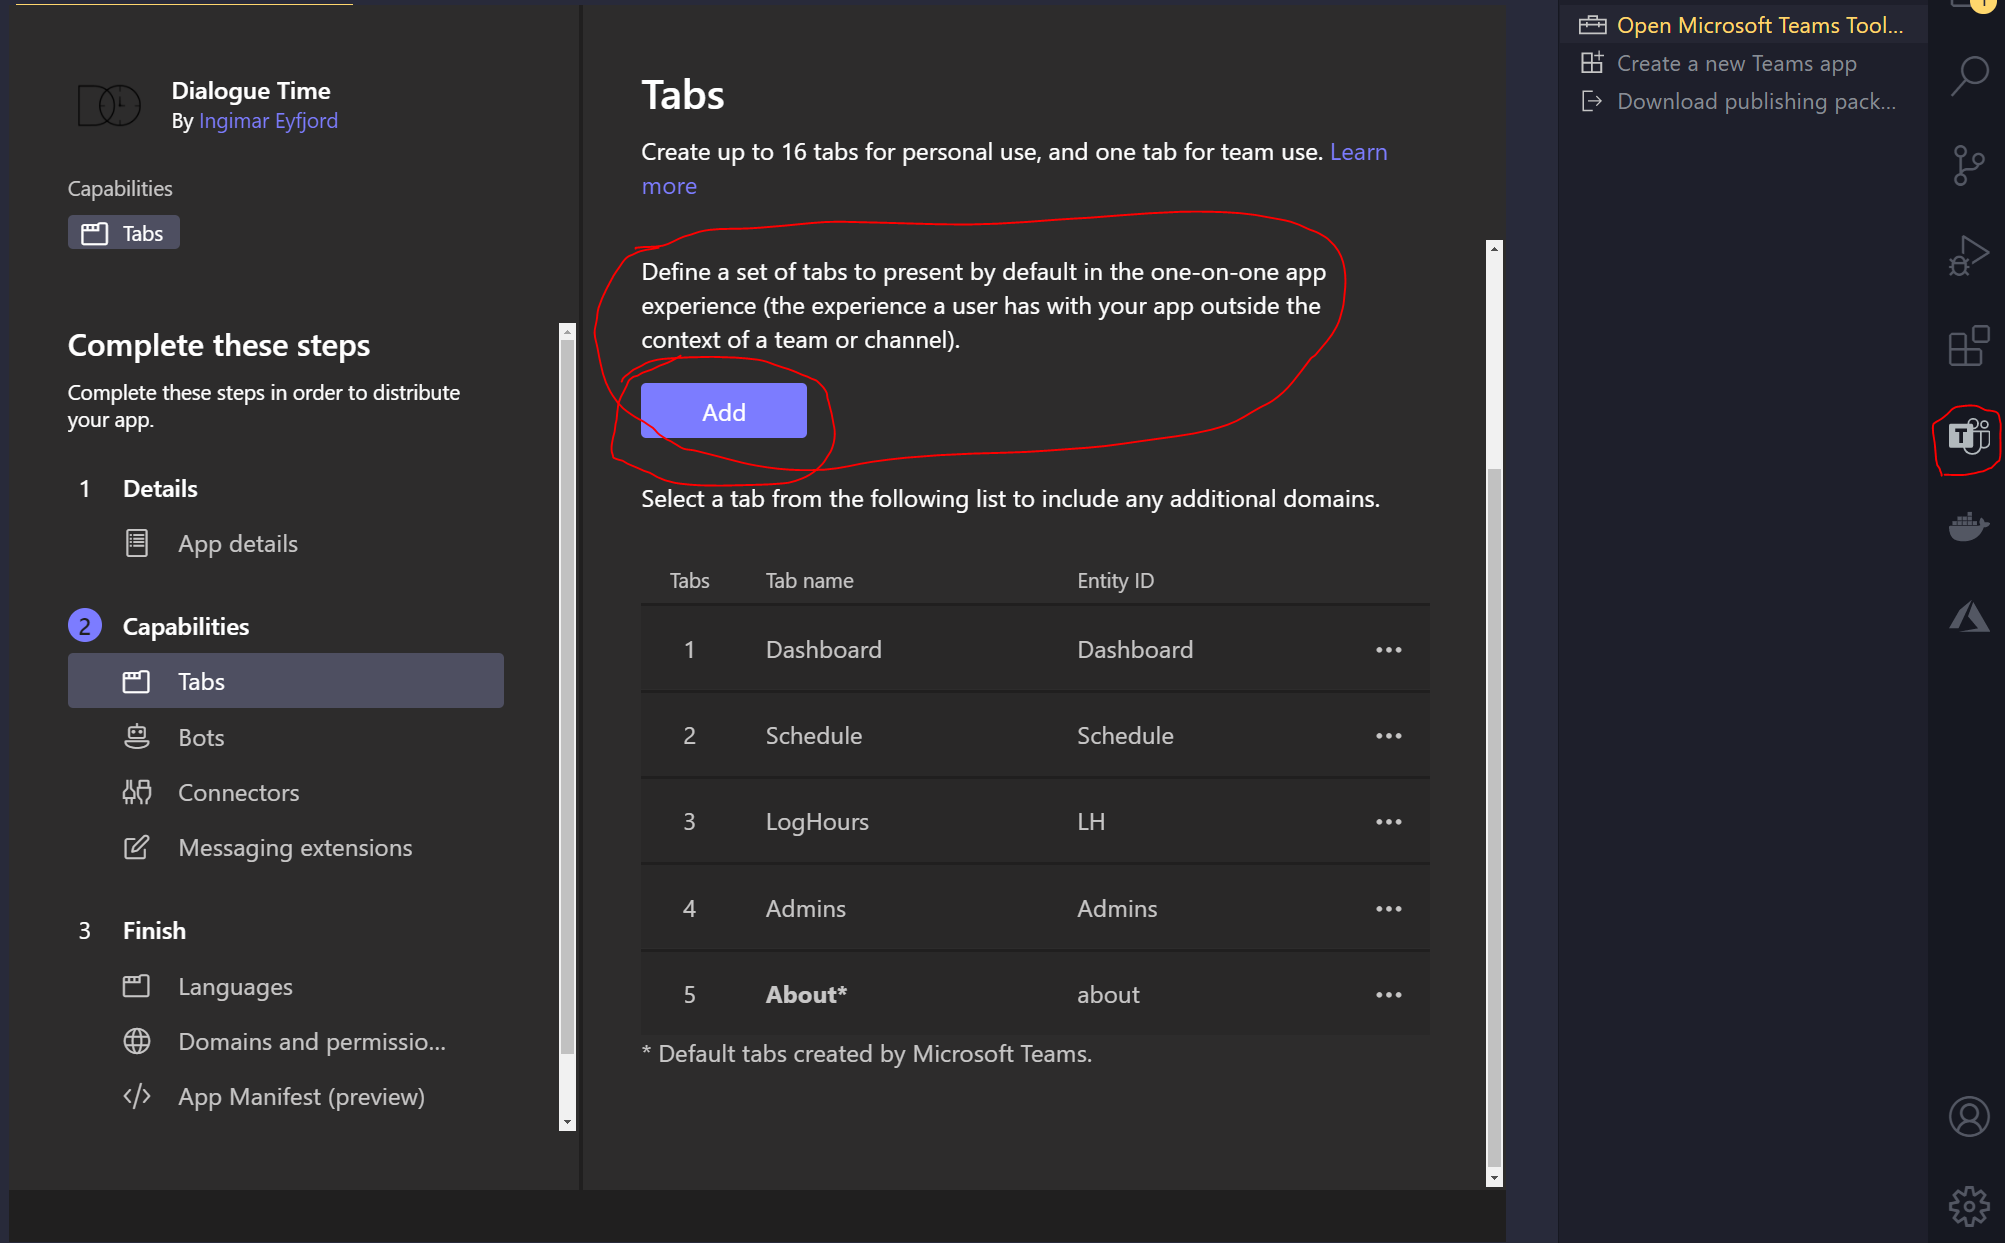 Dialogue Time
By Ingimar Eyfjord
Capabilities
Tabs
Complete these steps
Complete these steps in order to distribute
your app.
1 Details
App details
2 Capabilities
Tabs
Bots
Connectors
Messaging extensions
3 Finish
Languages
Domains and permissio...
App Manifest (preview)
Tabs
Create up to 16 tabs for personal use, and one tab for team use. Learn
more
Define a set of tabs to present by default in the one-on-one app
experience (the experience a user has with your app outside the
context of a team or channel).
Add
Select a tab from the following list to include any additional domains.
Tabs Tab name Entity ID
1 Dashboard Dashboard
2 Schedule Schedule
3 LogHours LH
4 Admins Admins
5 About* about
* Default tabs created by Microsoft Teams.
Open Microsoft Teams Tool...
Create a new Teams app
Download publishing pack...
T